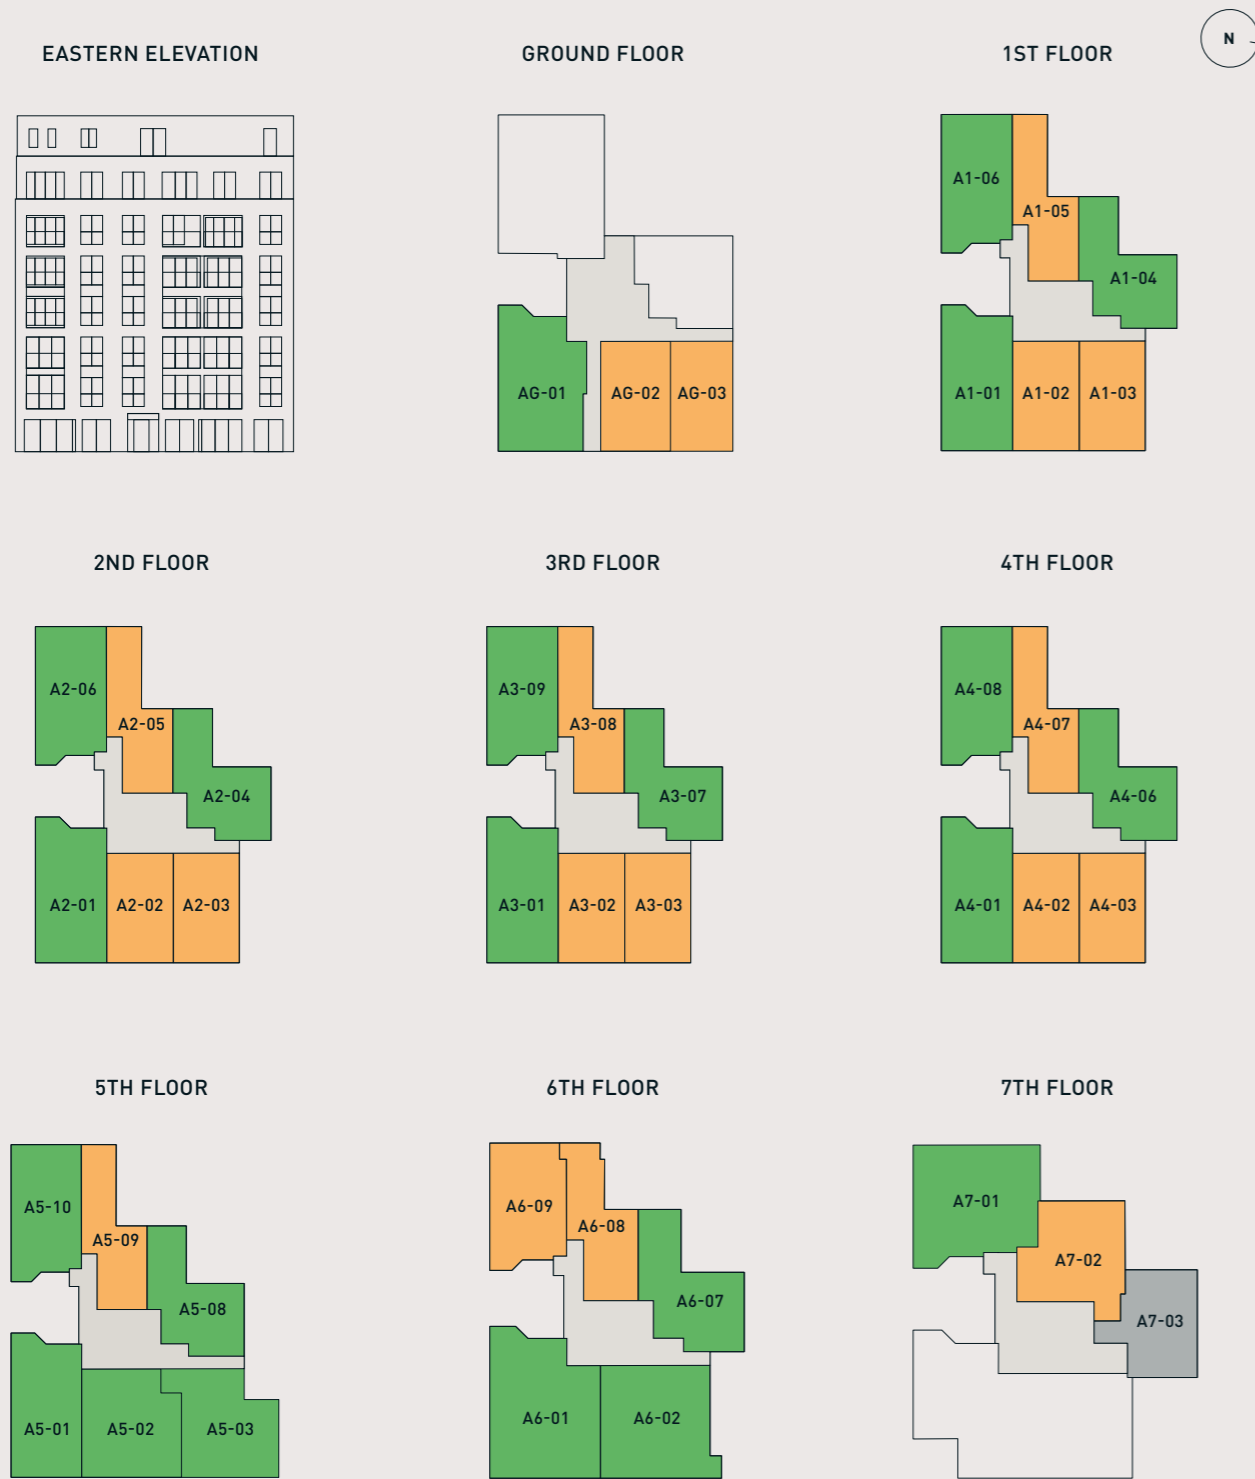 EASTERN ELEVATION
GROUND FLOOR
1ST FLOOR
N
AG-01
AG-02
AG-03
A1-06
A1-05
A1-04
A1-01
A1-02
A1-03
2ND FLOOR
3RD FLOOR
4TH FLOOR
A2-06
A2-05
A2-04
A2-01
A2-02
A2-03
A3-09
A3-08
A3-07
A3-01
A3-02
A3-03
A4-08
A4-07
A4-06
A4-01
A4-02
A4-03
5TH FLOOR
6TH FLOOR
7TH FLOOR
A5-10
A5-09
A5-08
A5-01
A5-02
A5-03
A6-09
A6-08
A6-07
A6-01
A6-02
A7-01
A7-02
A7-03